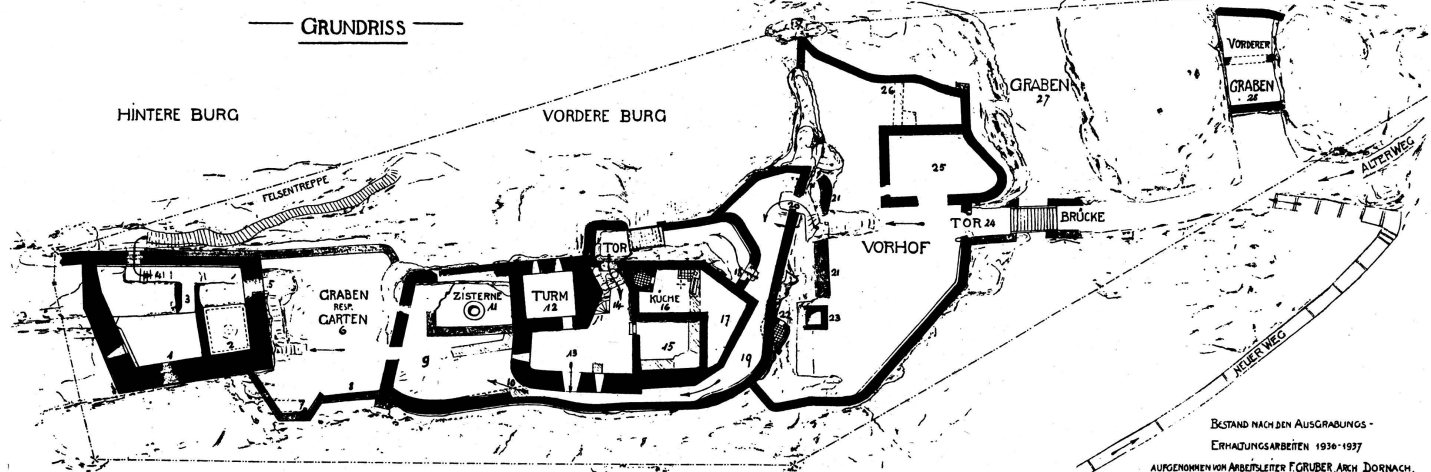 GRUNDRISS
HINTERE BURG
VORDERE BURG
GRABEN
27
VORDERER
GRABEN
28
ALTER WEG
FELSENTREPPE
26
25
21
TOR 24
BRÜCKE
VORHOF
TOR
GRABEN
RESP.
GARTEN
6
5
4
3
2
1
7
8
9
10
ZISTERNE
11
TURM
12
13
14
KÜCHE
16
15
17
18
19
21
22
23
NEUER WEG
BESTAND NACH DEN AUSGRABUNGS-
ERHALTUNGSARBEITEN 1936-1937
AUFGENOMMEN VON ARBEITSLEITER F. GRUBER ARCH DORNACH.